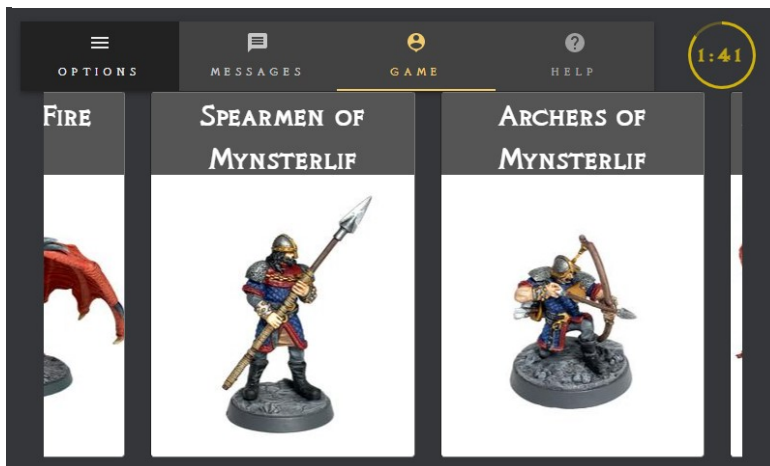 OPTIONS
MESSAGES
GAME
HELP
1:41
Fire
Spearmen of
Mynsterlif
Archers of
Mynsterlif